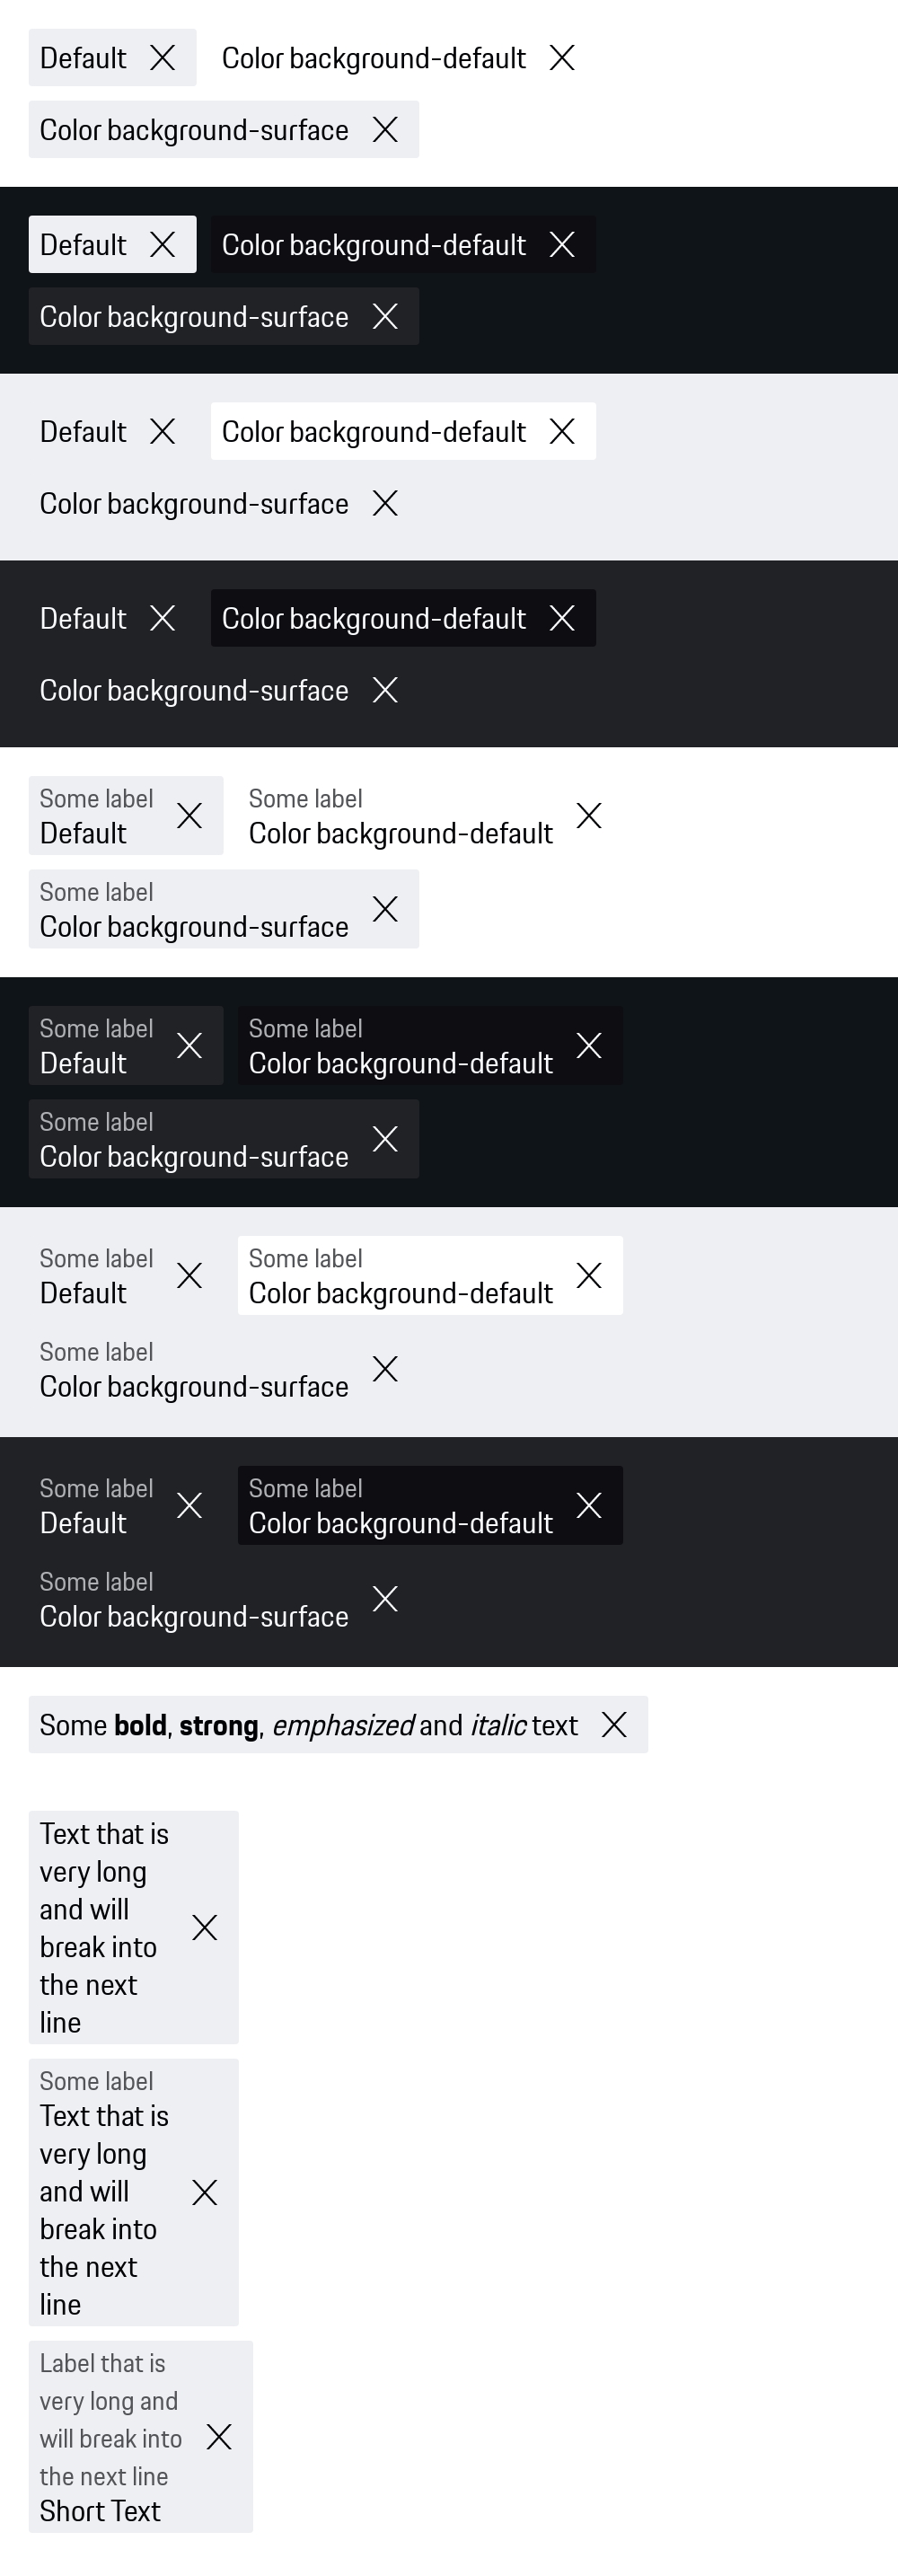 Default Color background-default
Color background-surface
Default Color background-default
Color background-surface
Default Color background-default
Color background-surface
Default Color background-default
Color background-surface
Some label Some label
Default Color background-default
Some label
Color background-surface
Some label Some label
Default Color background-default
Some label
Color background-surface
Some label Some label
Default Color background-default
Some label
Color background-surface
Some label Some label
Default Color background-default
Some label
Color background-surface
Some bold, strong, emphasized and italic text
Text that is
very long
and will
break into
the next
line
Some label
Text that is
very long
and will
break into
the next
line
Label that is
very long and
will break into
the next line
Short Text